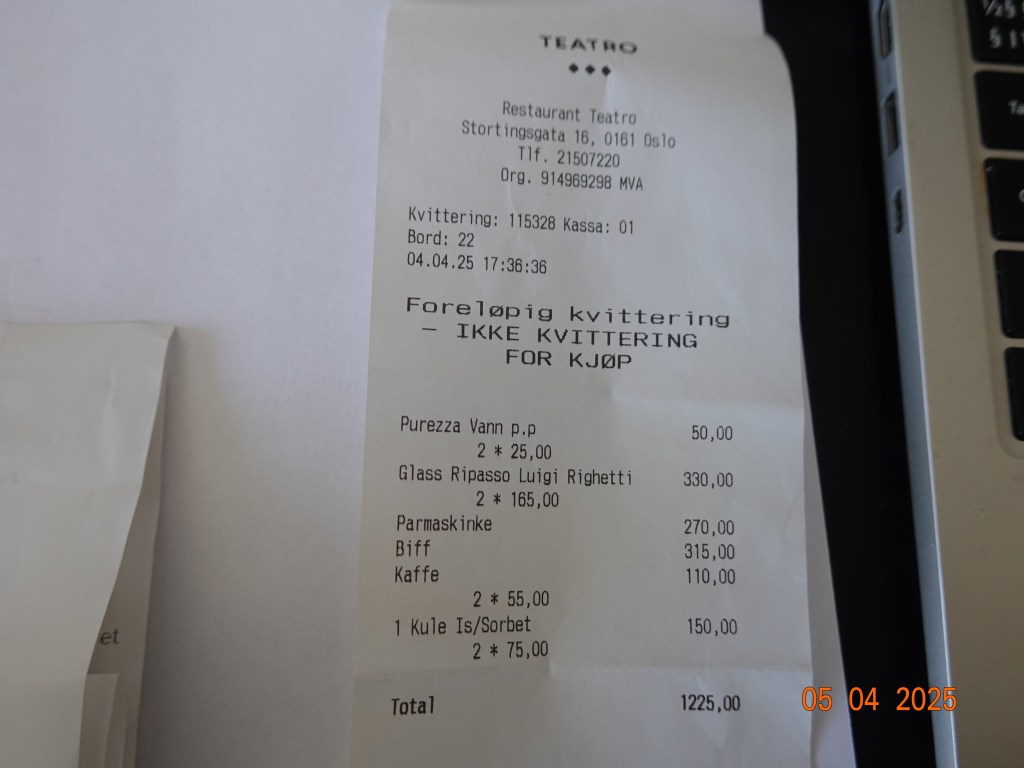 TEATRO
◆◆◆
Restaurant Teatro
Stortingsgata 16, 0161 Oslo
Tlf. 21507220
Org. 914969298 MVA
Kvittering: 115328 Kassa: 01
Bord: 22
04.04.25 17:36:36
Foreløpig kvittering
– IKKE KVITTERING
FOR KJØP
Purezza Vann p.p 50,00
2 * 25,00
Glass Ripasso Luigi Righetti 330,00
2 * 165,00
Parmaskinke 270,00
Biff 315,00
Kaffe 110,00
2 * 55,00
1 Kule Is/Sorbet 150,00
2 * 75,00
Total 1225,00
et
05 04 2025